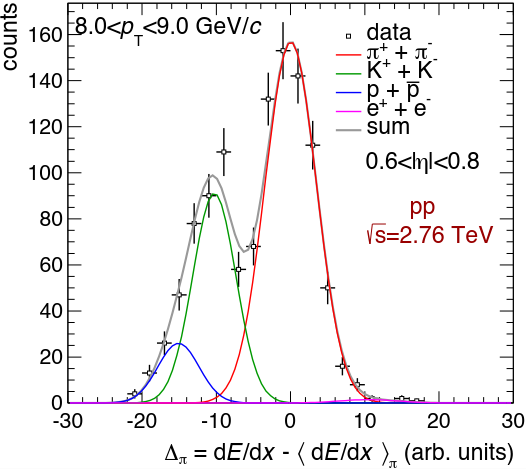 counts
8.0<pT<9.0 GeV/c
data
π+ + π-
K+ + K-
p + p̅
e+ + e-
sum
0.6<|η|<0.8
pp
√s=2.76 TeV
160
140
120
100
80
60
40
20
0
-30 -20 -10 0 10 20 30
Δπ = dE/dx - ⟨ dE/dx ⟩π (arb. units)